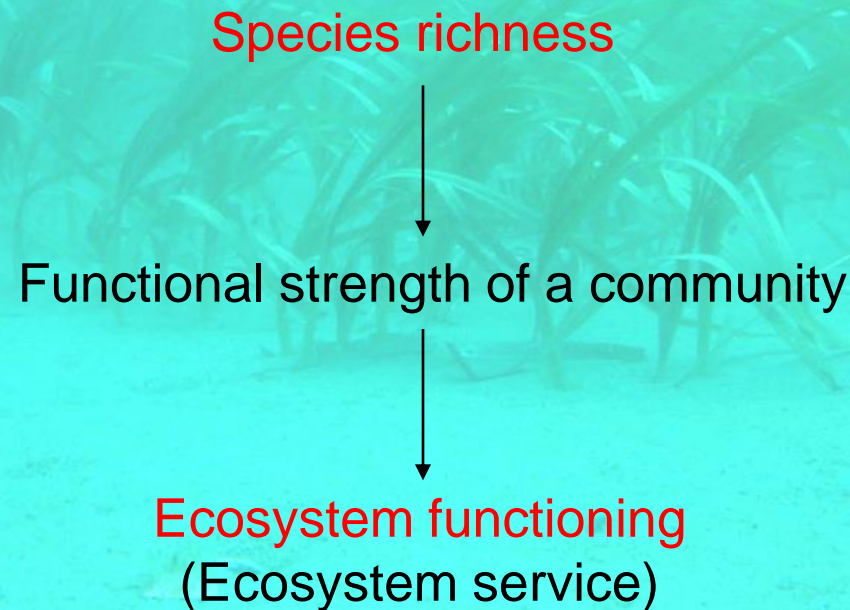 Species richness
Functional strength of a community
Ecosystem functioning
(Ecosystem service)